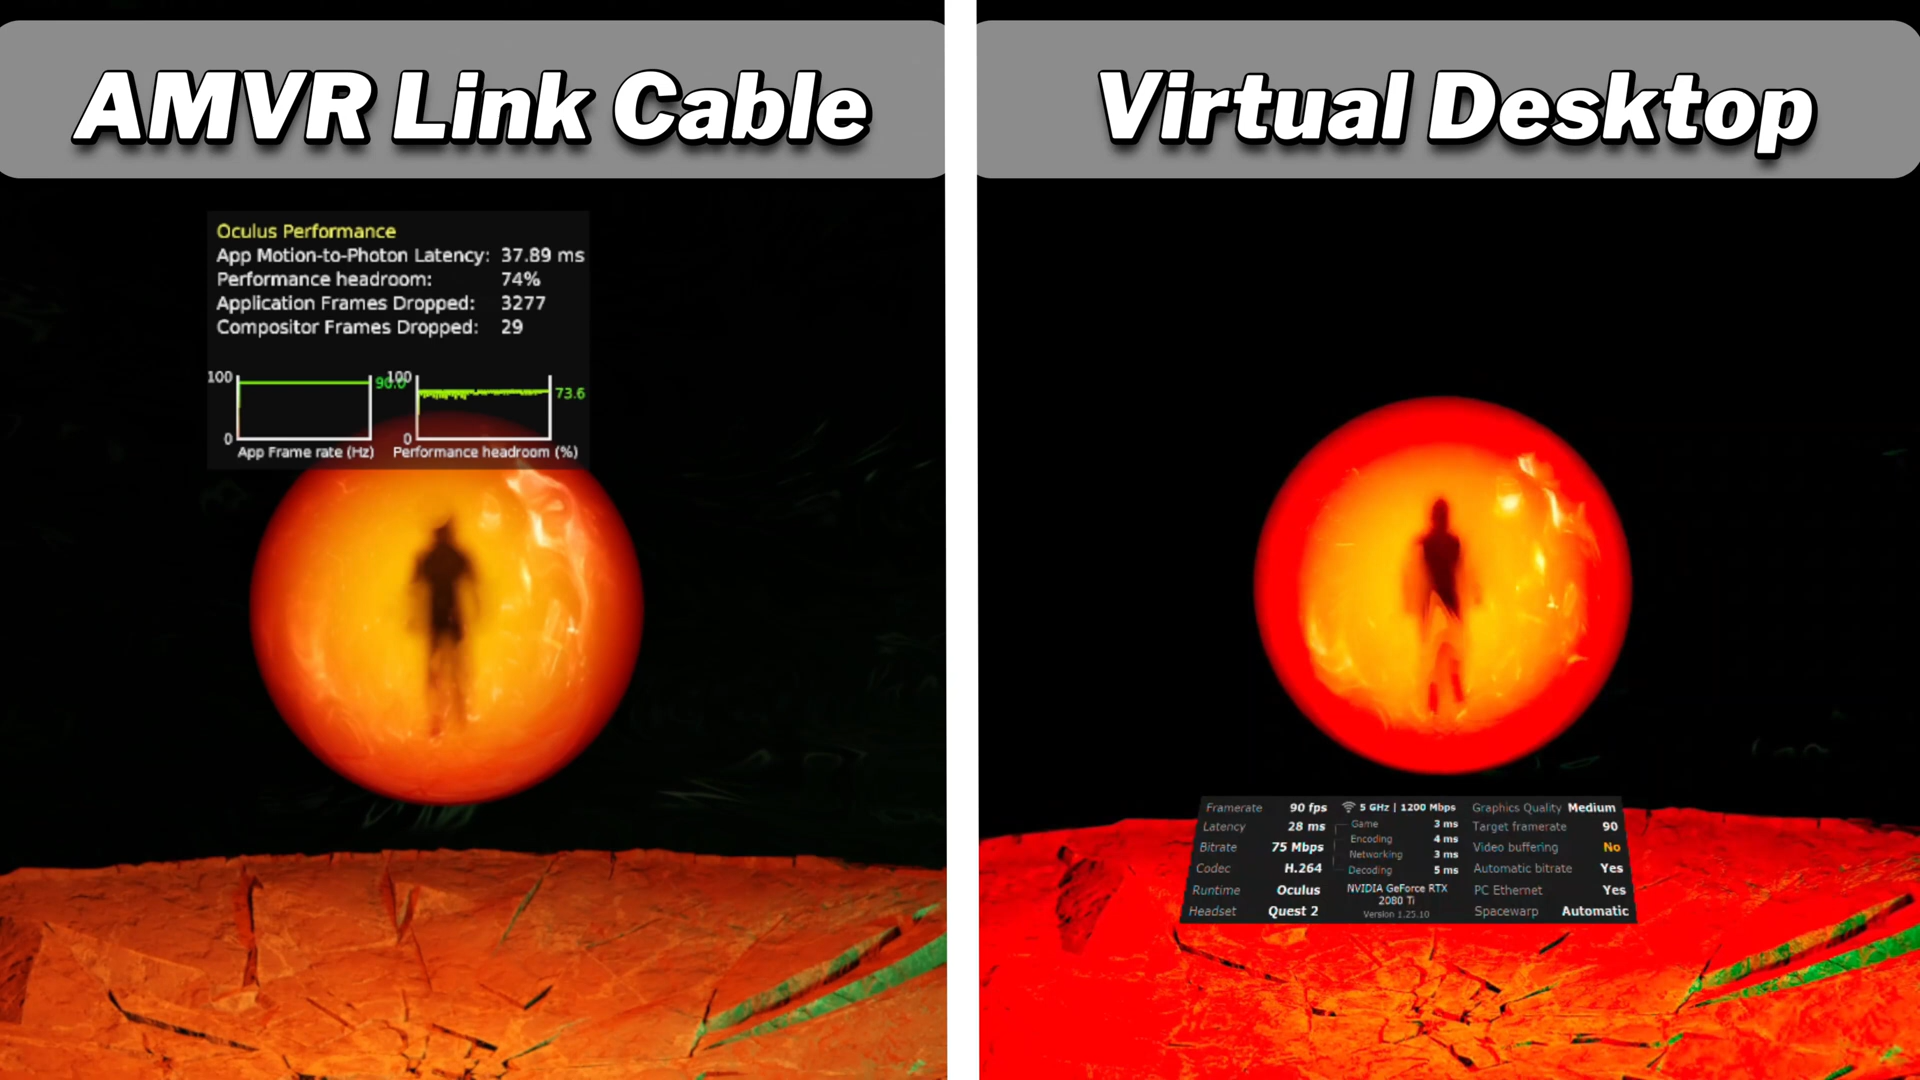 AMVR Link Cable
Oculus Performance
App Motion-to-Photon Latency: 37.89 ms
Performance headroom: 74%
Application Frames Dropped: 3277
Compositor Frames Dropped: 29
100 90.0 100 73.6
0 0
App Frame rate (Hz) Performance headroom (%)
Virtual Desktop
Framerate 90 fps
Latency 28 ms
Bitrate 75 Mbps
Codec H.264
Runtime Oculus
Headset Quest 2
5 GHz | 1200 Mbps
Game 3 ms
Encoding 4 ms
Networking 3 ms
Decoding 5 ms
NVIDIA GeForce RTX
2080 Ti
Version 1.25.10
Graphics Quality Medium
Target framerate 90
Video buffering No
Automatic bitrate Yes
PC Ethernet Yes
Spacewarp Automatic